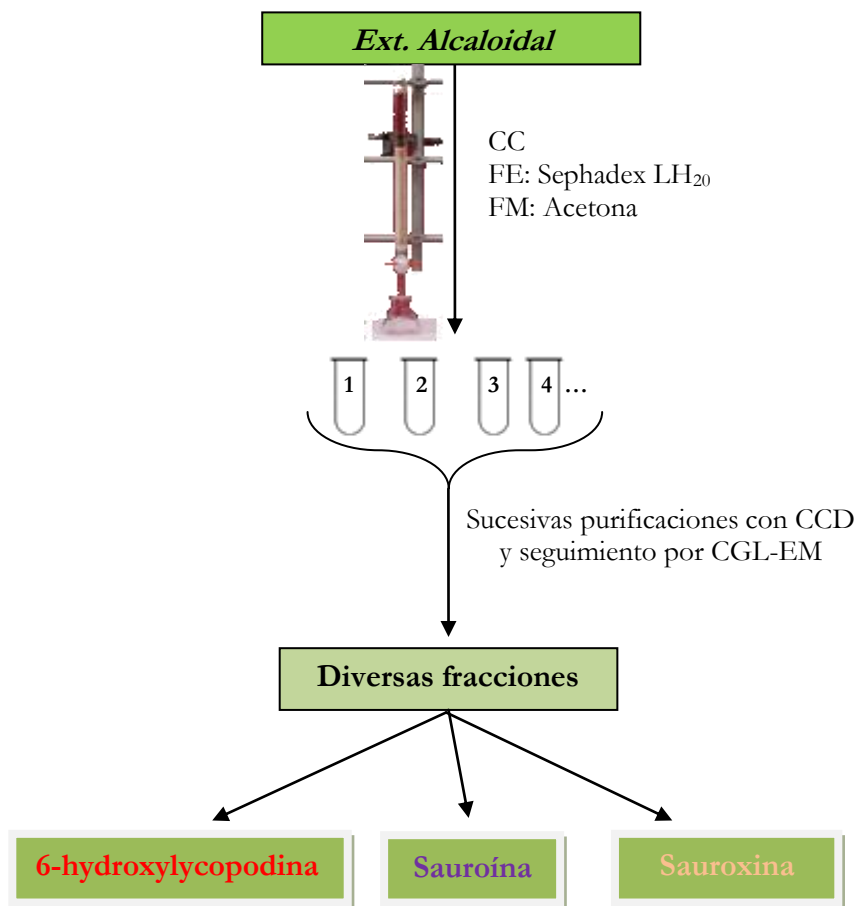 Ext. Alcaloidal
CC
FE: Sephadex LH₂₀
FM: Acetona
1 2 3 4 ...
Sucesivas purificaciones con CCD
y seguimiento por CGL-EM
Diversas fracciones
6-hydroxylycopodina Sauroína Sauroxina